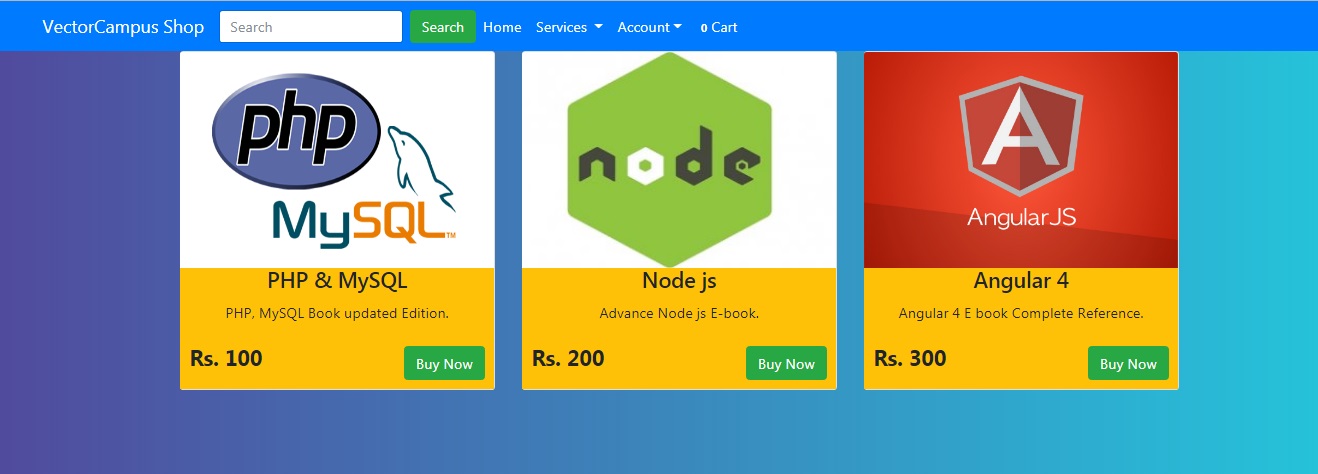 VectorCampus Shop Search Search Home Services Account 0 Cart
php
MySQL™
PHP & MySQL
PHP, MySQL Book updated Edition.
Rs. 100 Buy Now
node
Node js
Advance Node js E-book.
Rs. 200 Buy Now
A
AngularJS
Angular 4
Angular 4 E book Complete Reference.
Rs. 300 Buy Now